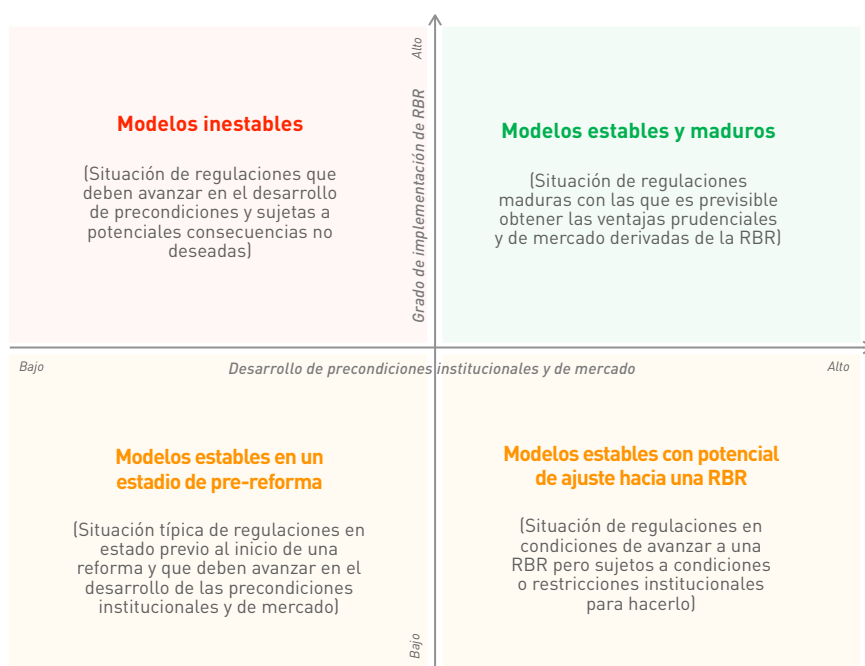 Alto
Grado de implementación de RBR
Modelos inestables
(Situación de regulaciones que
deben avanzar en el desarrollo
de precondiciones y sujetas a
potenciales consecuencias no
deseadas)
Modelos estables y maduros
(Situación de regulaciones
maduras con las que es previsible
obtener las ventajas prudenciales
y de mercado derivadas de la RBR)
Bajo
Desarrollo de precondiciones institucionales y de mercado
Alto
Modelos estables en un
estadio de pre-reforma
(Situación típica de regulaciones en
estado previo al inicio de una
reforma y que deben avanzar en el
desarrollo de las precondiciones
institucionales y de mercado)
Modelos estables con potencial
de ajuste hacia una RBR
(Situación de regulaciones en
condiciones de avanzar a una
RBR pero sujetos a condiciones
o restricciones institucionales
para hacerlo)
Bajo